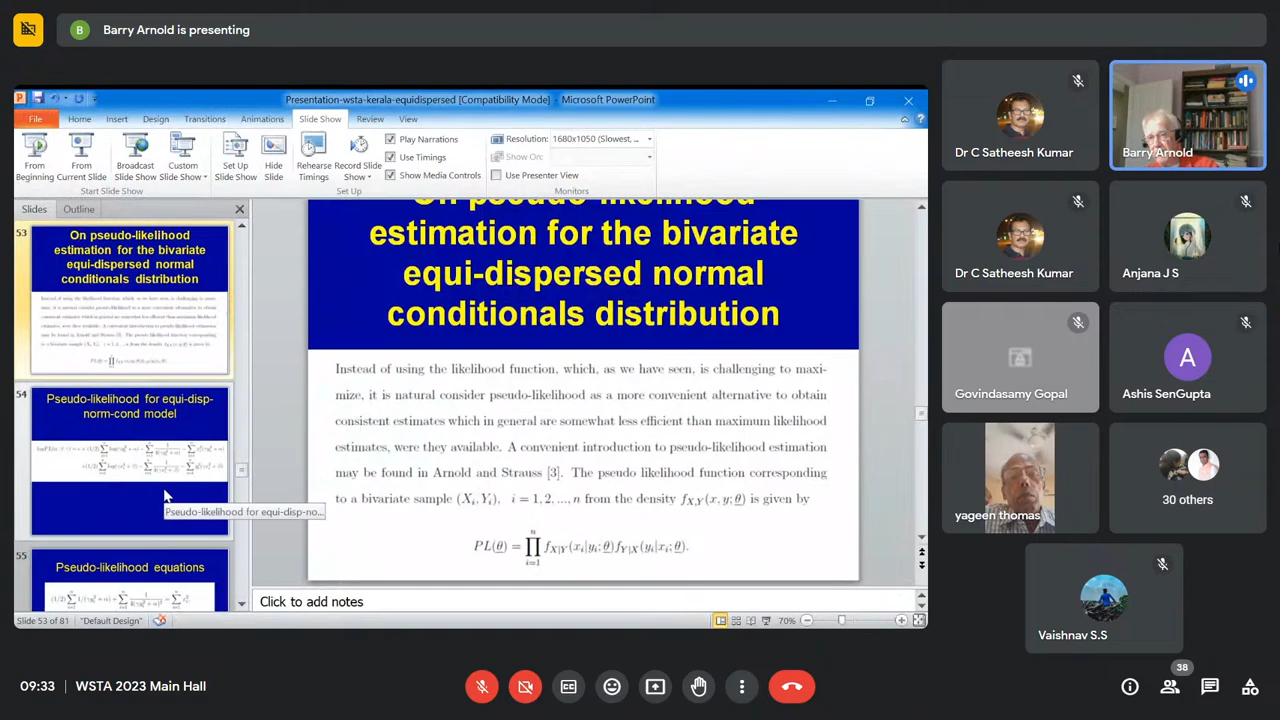 B
Barry Arnold is presenting
Presentation-wsta-kerala-equidispersed [Compatibility Mode] - Microsoft PowerPoint
File Home Insert Design Transitions Animations Slide Show Review View
From Beginning
From Current Slide
Broadcast Slide Show
Custom Slide Show
Start Slide Show
Set Up Slide Show
Hide Slide
Rehearse Timings
Record Slide Show
Play Narrations
Use Timings
Show Media Controls
Set Up
Resolution: 1680x1050 (Slowest, ...
Show On:
Use Presenter View
Monitors
Slides Outline
53
On pseudo-likelihood
estimation for the bivariate
equi-dispersed normal
conditionals distribution
54
Pseudo-likelihood for equi-disp-
norm-cond model
Pseudo-likelihood for equi-disp-no...
55
Pseudo-likelihood equations
On pseudo-likelihood
estimation for the bivariate
equi-dispersed normal
conditionals distribution
Instead of using the likelihood function, which, as we have seen, is challenging to maxi-
mize, it is natural consider pseudo-likelihood as a more convenient alternative to obtain
consistent estimates which in general are somewhat less efficient than maximum likelihood
estimates, were they available. A convenient introduction to pseudo-likelihood estimation
may be found in Arnold and Strauss [3]. The pseudo likelihood function corresponding
to a bivariate sample (X_i, Y_i), i = 1, 2, ..., n from the density f_{X,Y}(x, y; θ) is given by
PL(θ) = ∏_{i=1}^{n} f_{X|Y}(x_i|y_i; θ) f_{Y|X}(y_i|x_i; θ).
Click to add notes
Slide 53 of 81 "Default Design" 70%
Dr C Satheesh Kumar
Barry Arnold
Dr C Satheesh Kumar
Anjana J S
Govindasamy Gopal
A
Ashis SenGupta
yageen thomas
30 others
Vaishnav S.S
09:33 WSTA 2023 Main Hall
38